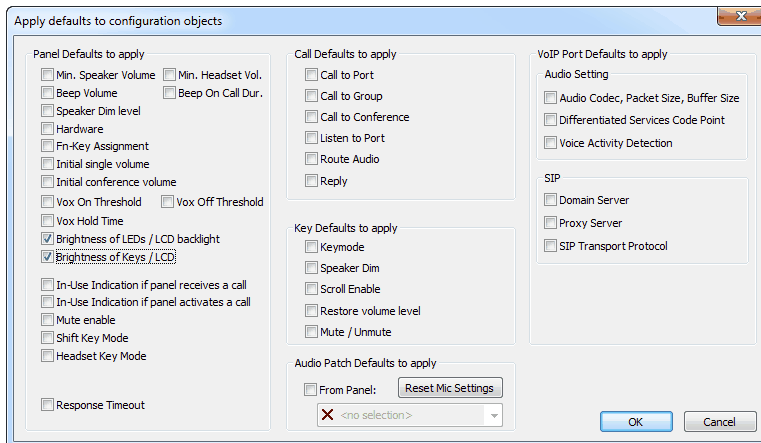 Apply defaults to configuration objects
Panel Defaults to apply
Min. Speaker Volume Min. Headset Vol.
Beep Volume Beep On Call Dur.
Speaker Dim level
Hardware
Fn-Key Assignment
Initial single volume
Initial conference volume
Vox On Threshold Vox Off Threshold
Vox Hold Time
Brightness of LEDs / LCD backlight
Brightness of Keys / LCD
In-Use Indication if panel receives a call
In-Use Indication if panel activates a call
Mute enable
Shift Key Mode
Headset Key Mode
Response Timeout
Call Defaults to apply
Call to Port
Call to Group
Call to Conference
Listen to Port
Route Audio
Reply
Key Defaults to apply
Keymode
Speaker Dim
Scroll Enable
Restore volume level
Mute / Unmute
Audio Patch Defaults to apply
From Panel: Reset Mic Settings
<no selection>
VoIP Port Defaults to apply
Audio Setting
Audio Codec, Packet Size, Buffer Size
Differentiated Services Code Point
Voice Activity Detection
SIP
Domain Server
Proxy Server
SIP Transport Protocol
OK Cancel